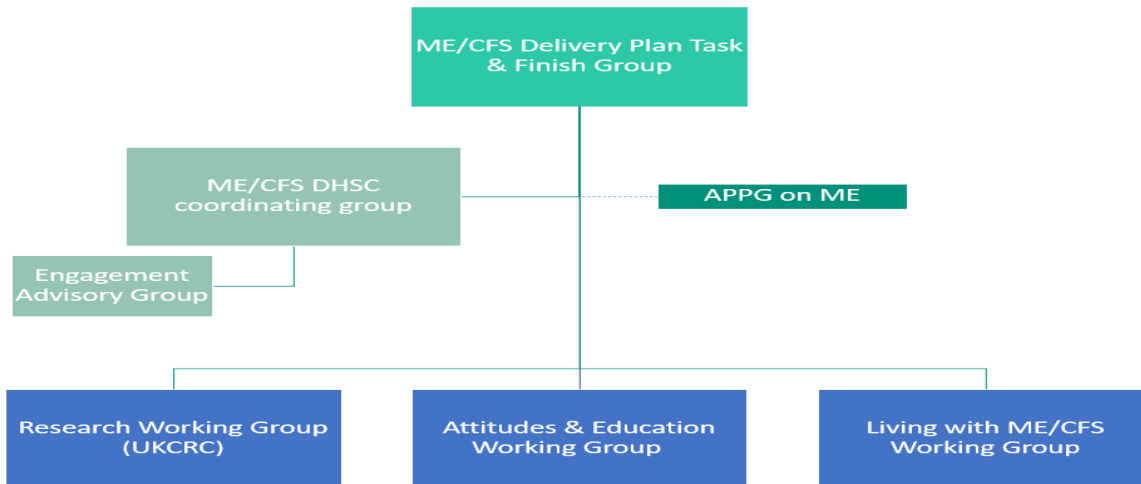 ME/CFS Delivery Plan Task
& Finish Group
ME/CFS DHSC
coordinating group
APPG on ME
Engagement
Advisory Group
Research Working Group
(UKCRC)
Attitudes & Education
Working Group
Living with ME/CFS
Working Group